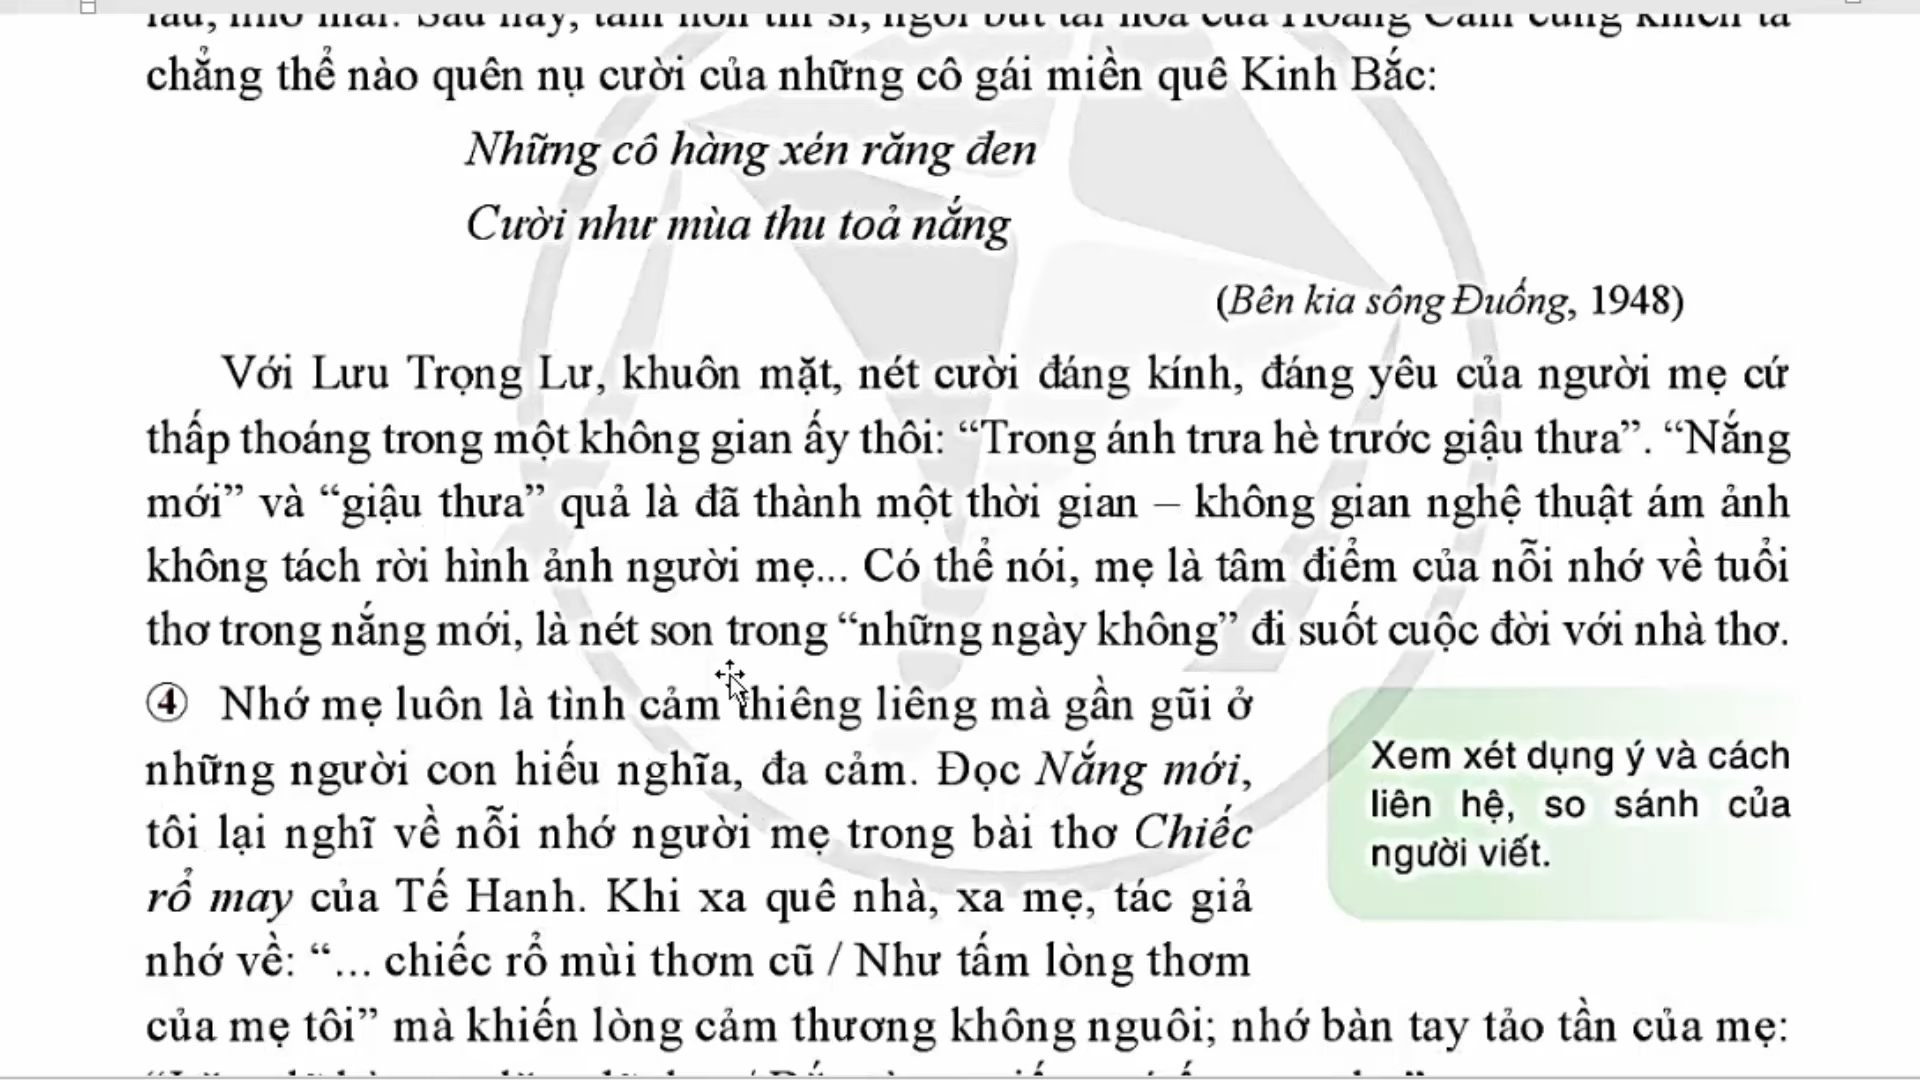 chẳng thể nào quên nụ cười của những cô gái miền quê Kinh Bắc:
Những cô hàng xén răng đen
Cười như mùa thu toả nắng
(Bên kia sông Đuống, 1948)
Với Lưu Trọng Lư, khuôn mặt, nét cười đáng kính, đáng yêu của người mẹ cứ
thấp thoáng trong một không gian ấy thôi: “Trong ánh trưa hè trước giậu thưa”. “Nắng
mới” và “giậu thưa” quả là đã thành một thời gian – không gian nghệ thuật ám ảnh
không tách rời hình ảnh người mẹ... Có thể nói, mẹ là tâm điểm của nỗi nhớ về tuổi
thơ trong nắng mới, là nét son trong “những ngày không” đi suốt cuộc đời với nhà thơ.
④ Nhớ mẹ luôn là tình cảm thiêng liêng mà gần gũi ở
những người con hiếu nghĩa, đa cảm. Đọc Nắng mới,
tôi lại nghĩ về nỗi nhớ người mẹ trong bài thơ Chiếc
rổ may của Tế Hanh. Khi xa quê nhà, xa mẹ, tác giả
nhớ về: “... chiếc rổ mùi thơm cũ / Như tấm lòng thơm
của mẹ tôi” mà khiến lòng cảm thương không nguôi; nhớ bàn tay tảo tần của mẹ:
Xem xét dụng ý và cách
liên hệ, so sánh của
người viết.